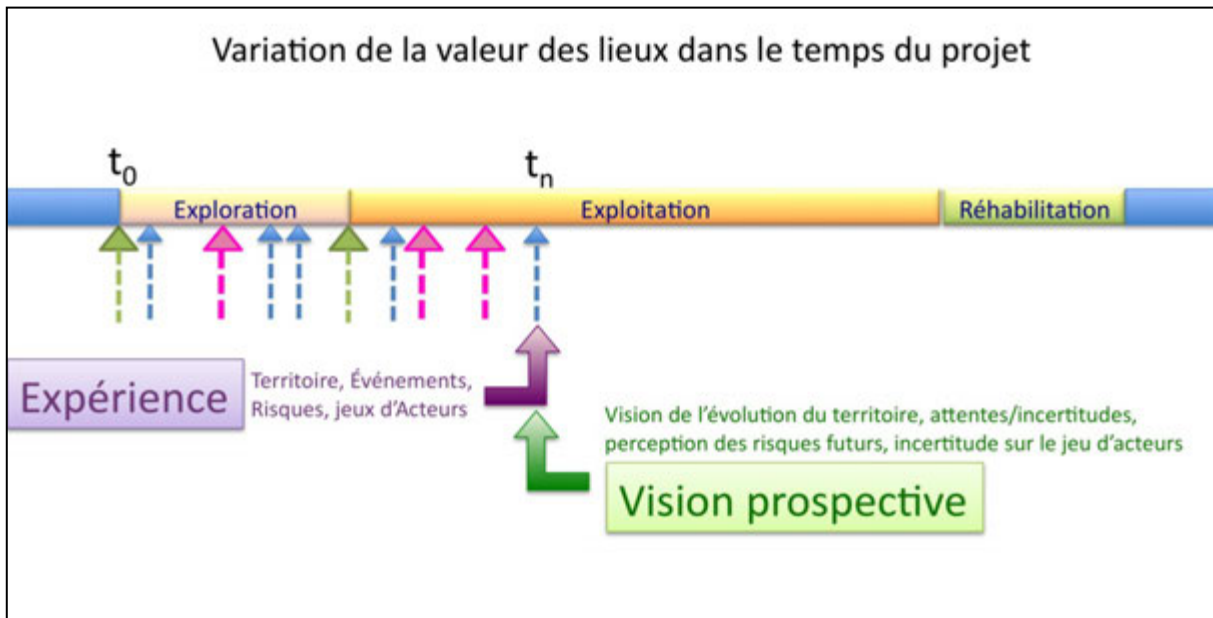 Variation de la valeur des lieux dans le temps du projet
t0
tn
Exploration
Exploitation
Réhabilitation
Expérience
Territoire, Événements,
Risques, jeux d'Acteurs
Vision de l'évolution du territoire, attentes/incertitudes,
perception des risques futurs, incertitude sur le jeu d'acteurs
Vision prospective